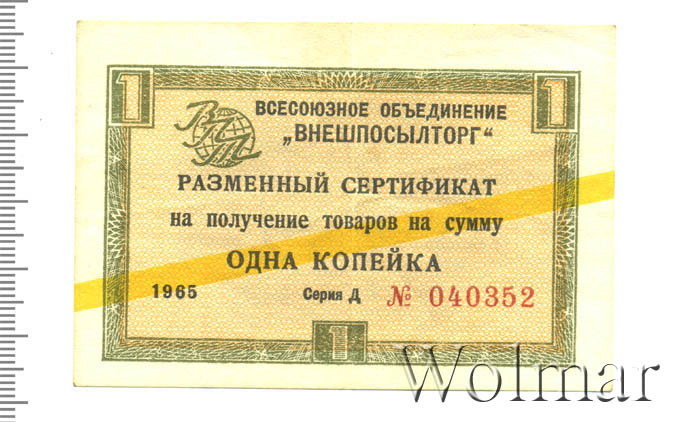 1 1
ВПТ
ВСЕСОЮЗНОЕ ОБЪЕДИНЕНИЕ
„ВНЕШПОСЫЛТОРГ“
РАЗМЕННЫЙ СЕРТИФИКАТ
на получение товаров на сумму
ОДНА КОПЕЙКА
1965 Серия Д № 040352
1
Wolmar